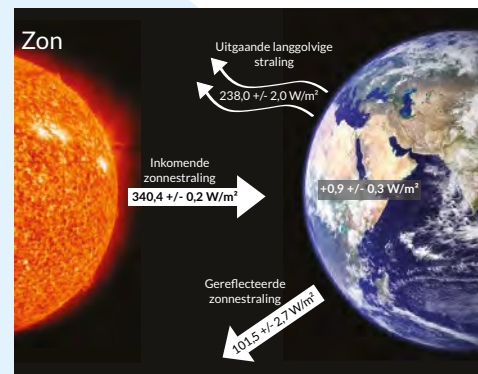 Zon
Uitgaande langgolvige
straling
238,0 +/- 2,0 W/m²
Inkomende
zonnestraling
340,4 +/- 0,2 W/m²
+0,9 +/- 0,3 W/m²
Gereflecteerde
zonnestraling
101,5 +/- 2,7 W/m²